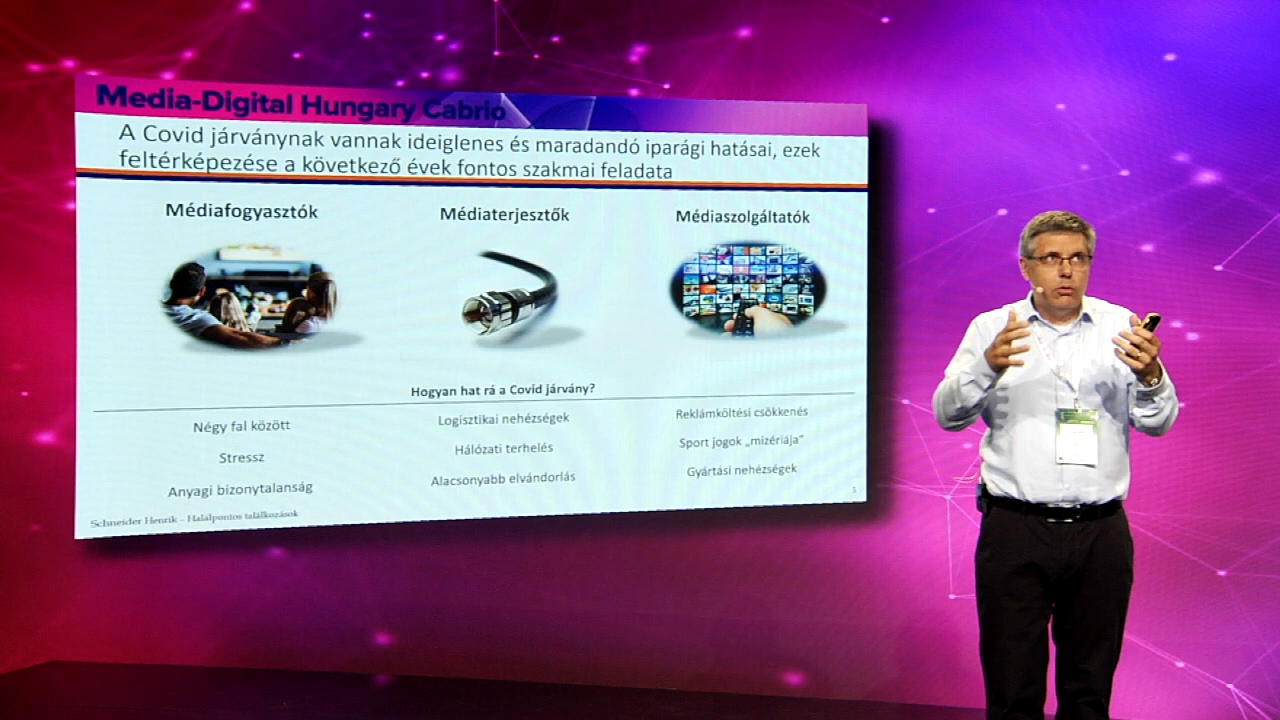 Media-Digital Hungary Cabrio
A Covid járványnak vannak ideiglenes és maradandó iparági hatásai, ezek
feltérképezése a következő évek fontos szakmai feladata
Médiafogyasztók
Médiaterjesztők
Médiaszolgáltatók
Hogyan hat rá a Covid járvány?
Négy fal között
Stressz
Anyagi bizonytalanság
Logisztikai nehézségek
Hálózati terhelés
Alacsonyabb elvándorlás
Reklámköltési csökkenés
Sport jogok „mizériája”
Gyártási nehézségek
Schneider Henrik – Halálpontos találkozások
5